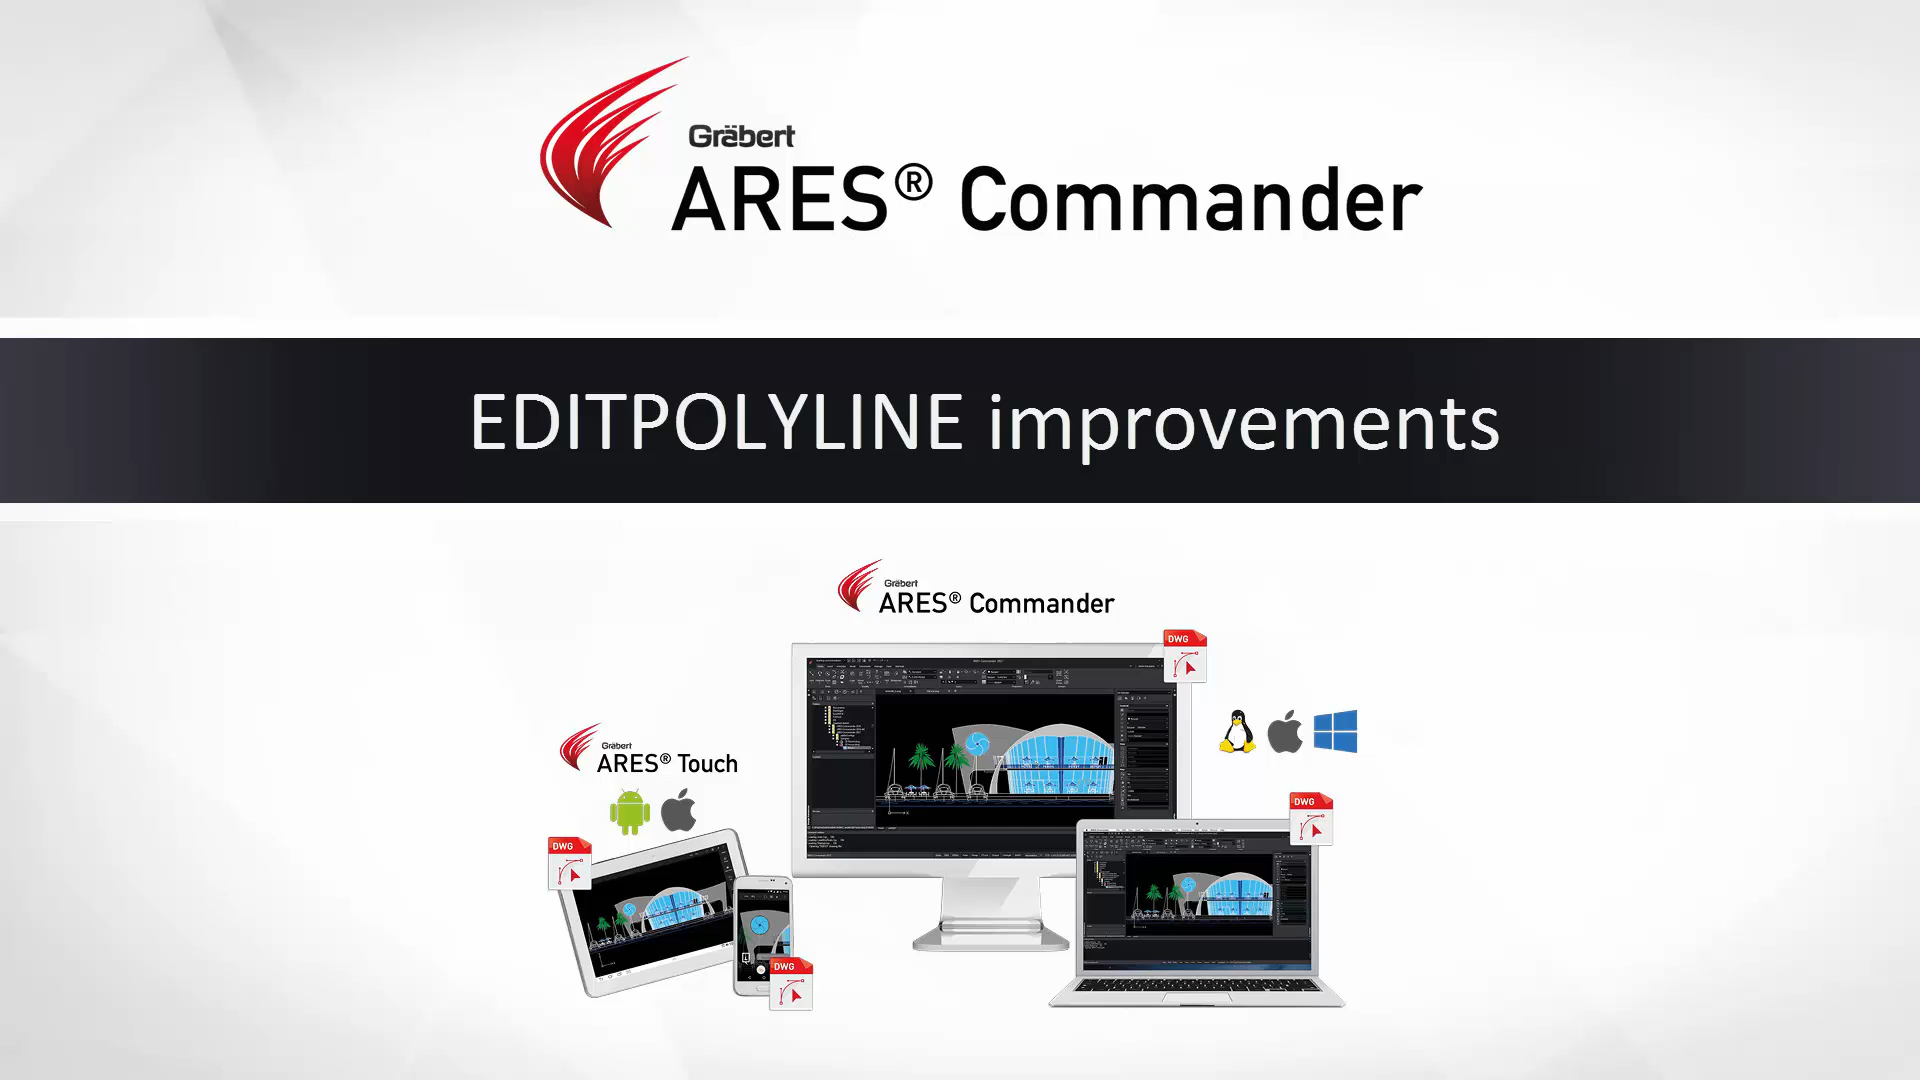 Gräbert
ARES® Commander
EDITPOLYLINE improvements
Gräbert
ARES® Commander
DWG
Gräbert
ARES® Touch
DWG
DWG
DWG